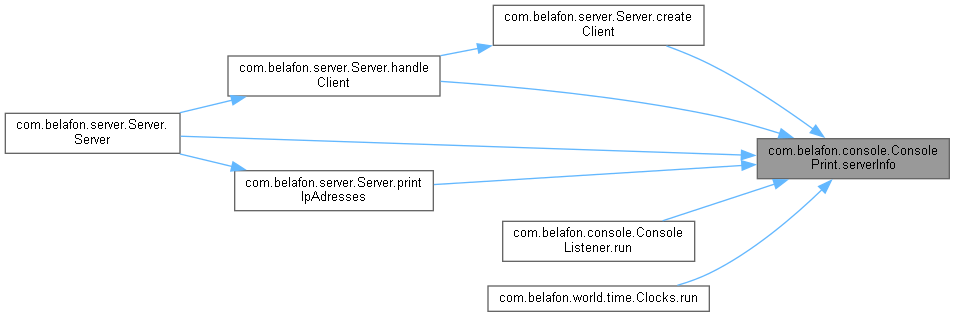 com.belafon.server.Server.create
Client
com.belafon.server.Server.handle
Client
com.belafon.server.Server.
Server
com.belafon.console.Console
Print.serverInfo
com.belafon.server.Server.print
IpAdresses
com.belafon.console.Console
Listener.run
com.belafon.world.time.Clocks.run